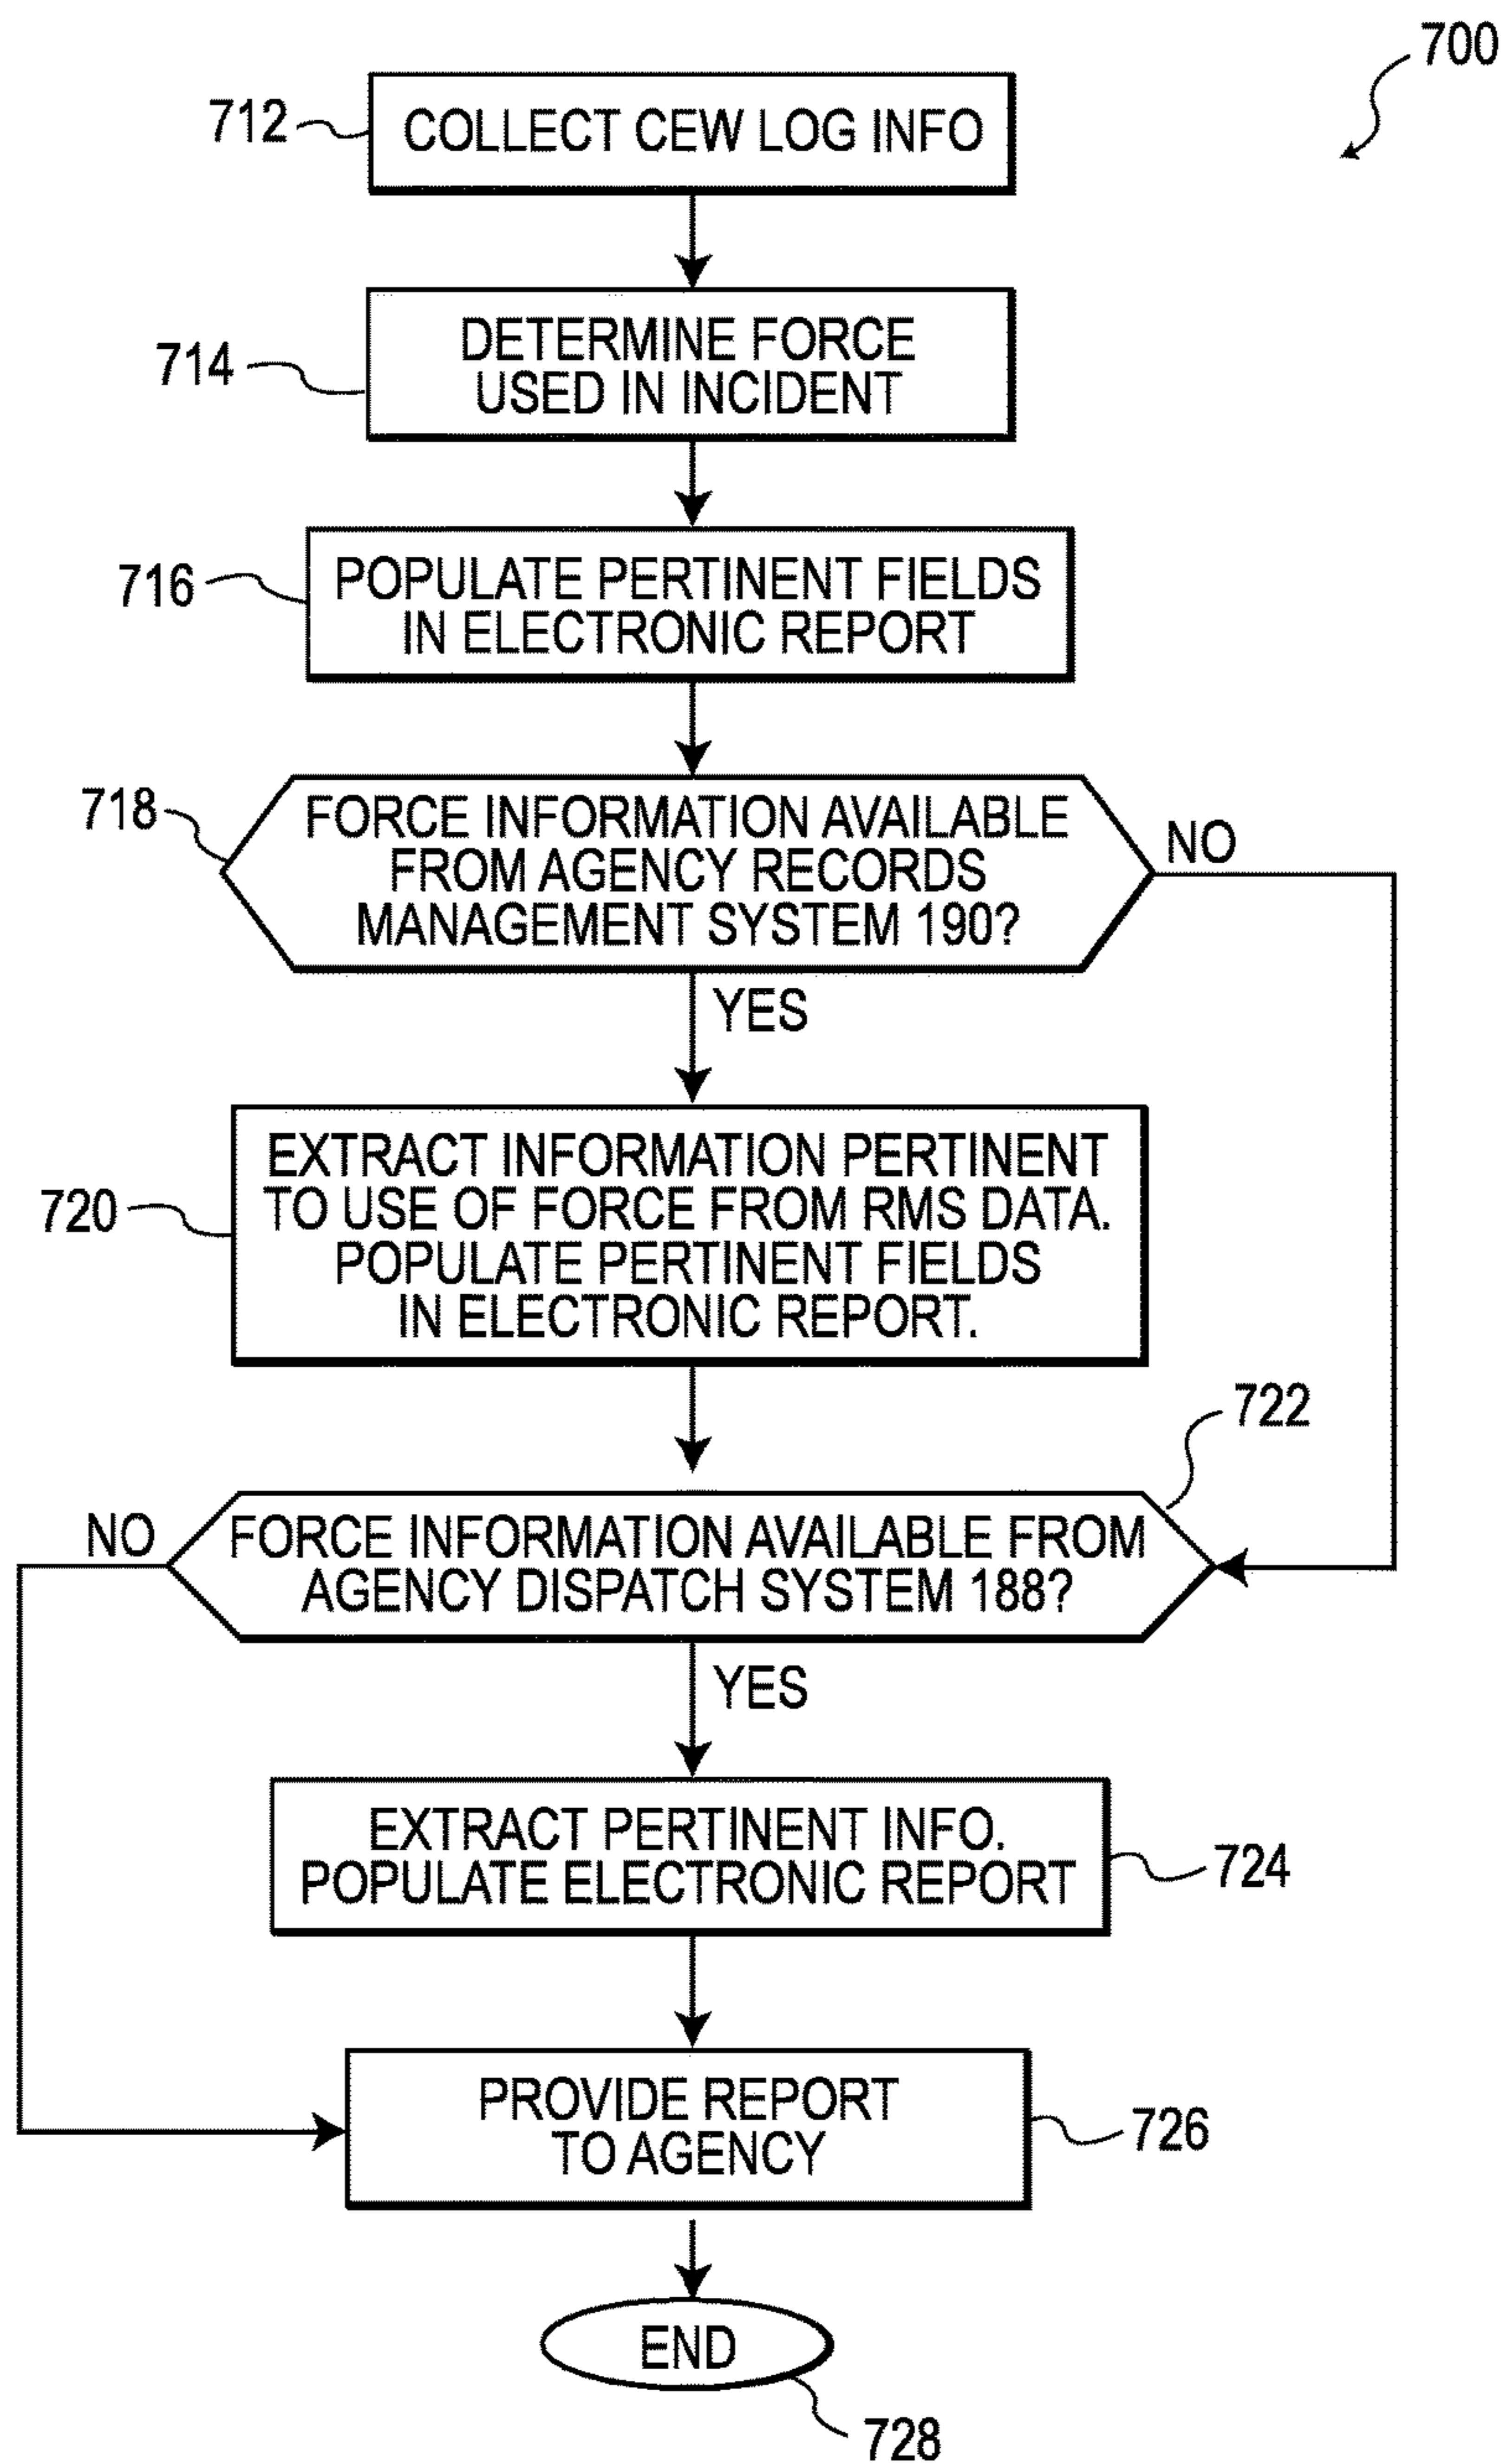 700
712
COLLECT CEW LOG INFO
714
DETERMINE FORCE
USED IN INCIDENT
716
POPULATE PERTINENT FIELDS
IN ELECTRONIC REPORT
718
FORCE INFORMATION AVAILABLE
FROM AGENCY RECORDS
MANAGEMENT SYSTEM 190?
NO
YES
720
EXTRACT INFORMATION PERTINENT
TO USE OF FORCE FROM RMS DATA.
POPULATE PERTINENT FIELDS
IN ELECTRONIC REPORT.
722
NO
FORCE INFORMATION AVAILABLE FROM
AGENCY DISPATCH SYSTEM 188?
YES
EXTRACT PERTINENT INFO.
POPULATE ELECTRONIC REPORT
724
PROVIDE REPORT
TO AGENCY
726
END
728